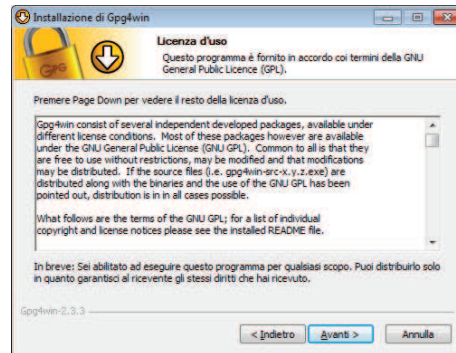 Installazione di Gpg4win
Licenza d'uso
Questo programma è fornito in accordo coi termini della GNU
General Public Licence (GPL).
GPG
Premere Page Down per vedere il resto della licenza d'uso.
Gpg4win consist of several independent developed packages, available under
different license conditions. Most of these packages however are available
under the GNU General Public License (GNU GPL). Common to all is that they
are free to use without restrictions, may be modified and that modifications
may be distributed. If the source files (i.e. gpg4win-src-x.y.z.exe) are
distributed along with the binaries and the use of the GNU GPL has been
pointed out, distribution is in in all cases possible.
What follows are the terms of the GNU GPL; for a list of individual
copyright and license notices please see the installed README file.
In breve: Sei abilitato ad eseguire questo programma per qualsiasi scopo. Puoi distribuirlo solo
in quanto garantisci al ricevente gli stessi diritti che hai ricevuto.
Gpg4win-2.3.3
< Indietro
Avanti >
Annulla